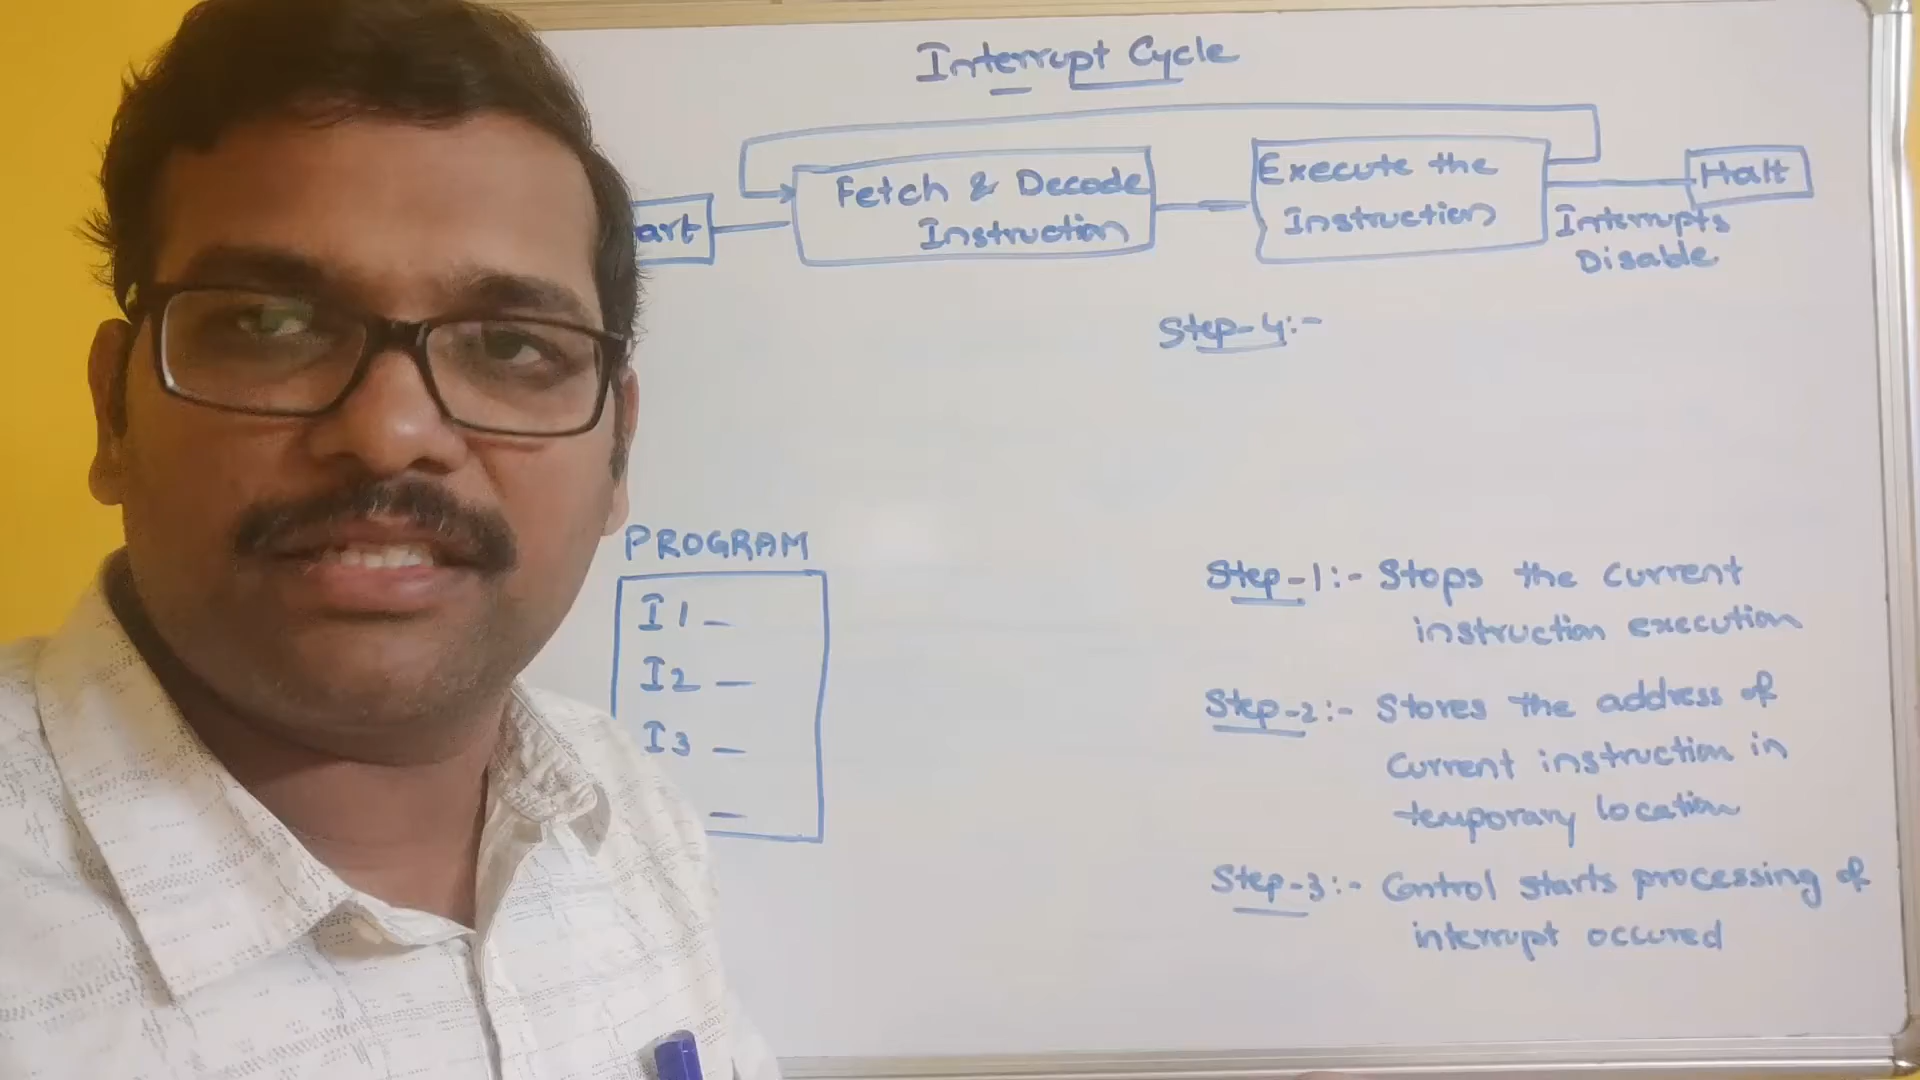 Interrupt Cycle
art
Fetch & Decode
Instruction
Execute the
Instruction
Halt
Interrupts
Disable
Step-4:-
PROGRAM
I1 _
I2 _
I3 _
_
Step-1:- Stops the current
instruction execution
Step-2:- Stores the address of
current instruction in
temporary location
Step-3:- Control starts processing of
interrupt occured